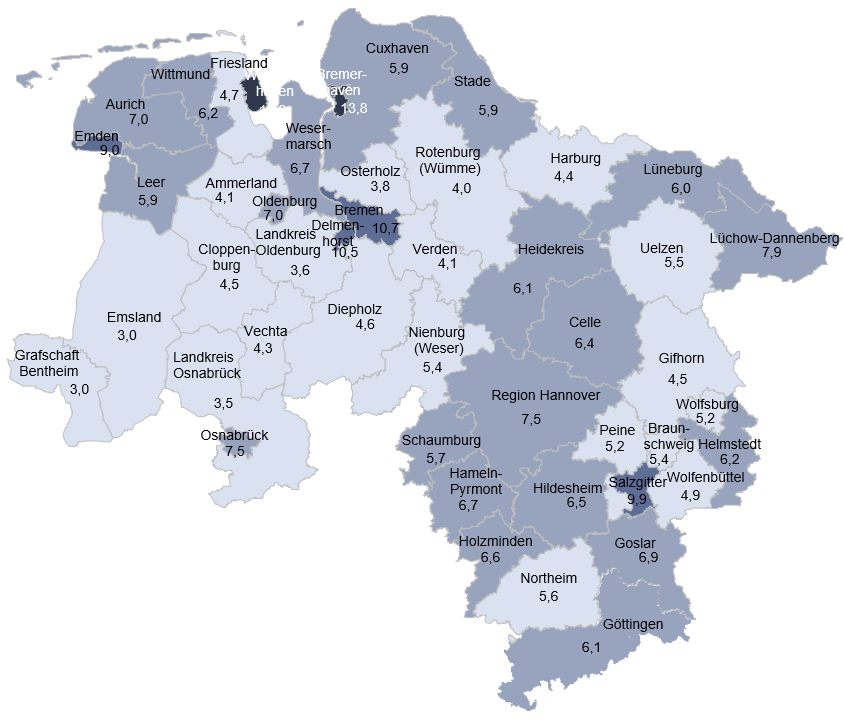 Cuxhaven
5,9
Stade
5,9
Friesland
4,7
Wittmund
6,2
Bremer-
haven
13,8
Aurich
7,0
Emden
9,0
Weser-
marsch
6,7
Leer
5,9
Ammerland
4,1
Oldenburg
7,0
Osterholz
3,8
Rotenburg
(Wümme)
4,0
Harburg
4,4
Lüneburg
6,0
Bremen
10,7
Delmen-
horst
10,5
Landkreis
Oldenburg
3,6
Cloppen-
burg
4,5
Verden
4,1
Heidekreis
6,1
Uelzen
5,5
Lüchow-Dannenberg
7,9
Emsland
3,0
Diepholz
4,6
Vechta
4,3
Nienburg
(Weser)
5,4
Celle
6,4
Grafschaft
Bentheim
3,0
Landkreis
Osnabrück
3,5
Gifhorn
4,5
Region Hannover
7,5
Wolfsburg
5,2
Osnabrück
7,5
Schaumburg
5,7
Peine
5,2
Braun-
schweig
5,4
Helmstedt
6,2
Hameln-
Pyrmont
6,7
Hildesheim
6,5
Salzgitter
9,9
Wolfenbüttel
4,9
Holzminden
6,6
Goslar
6,9
Northeim
5,6
Göttingen
6,1